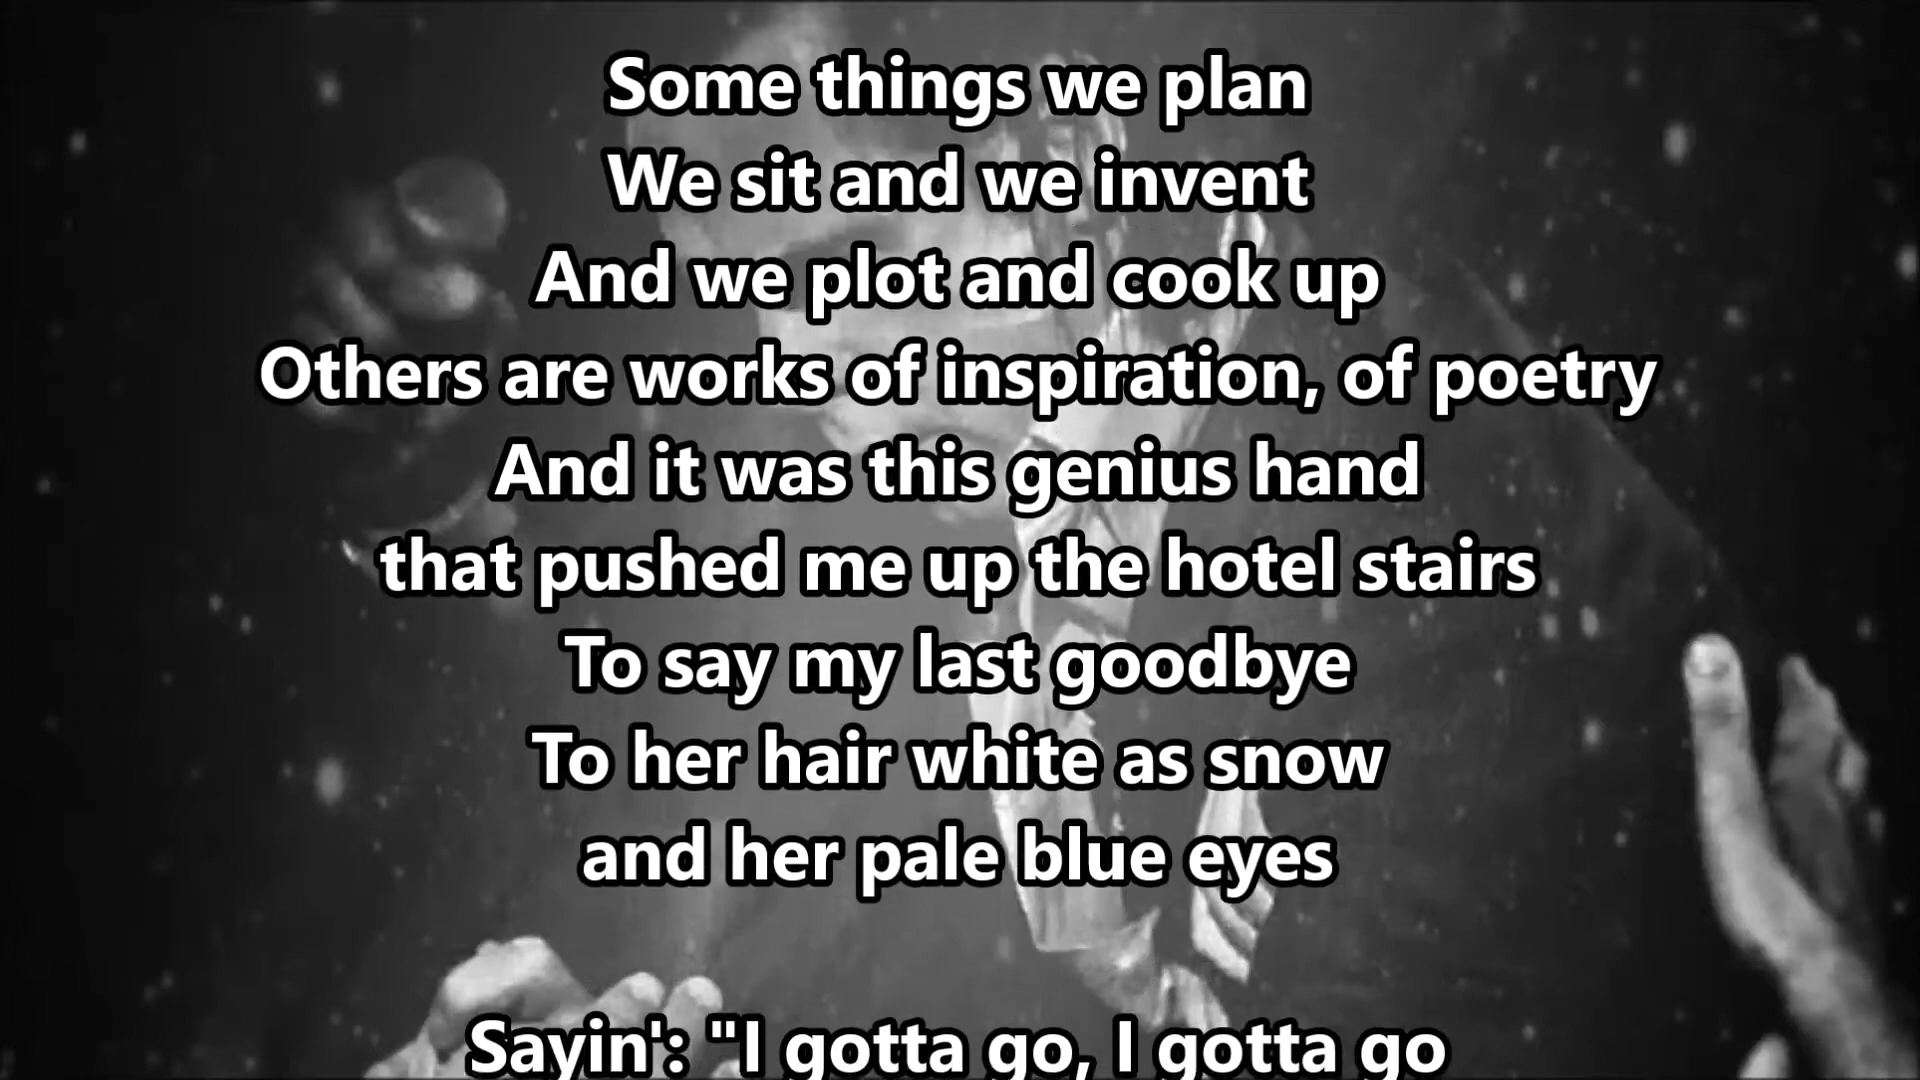 Some things we plan
We sit and we invent
And we plot and cook up
Others are works of inspiration, of poetry
And it was this genius hand
that pushed me up the hotel stairs
To say my last goodbye
To her hair white as snow
and her pale blue eyes
Sayin': "I gotta go, I gotta go